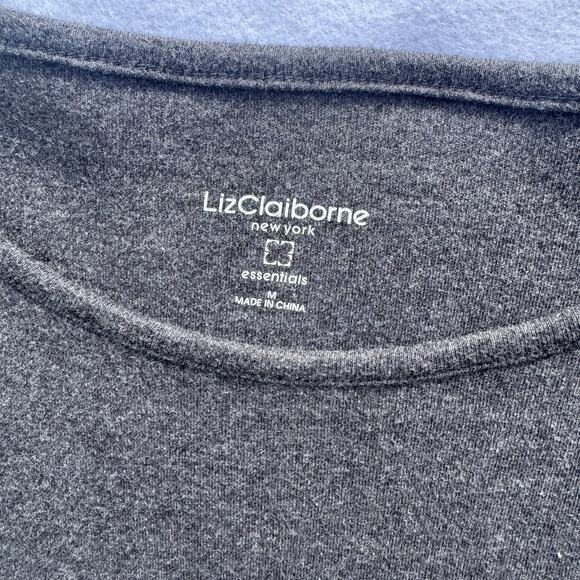 LizClaiborne
new york
essentials
M
MADE IN CHINA